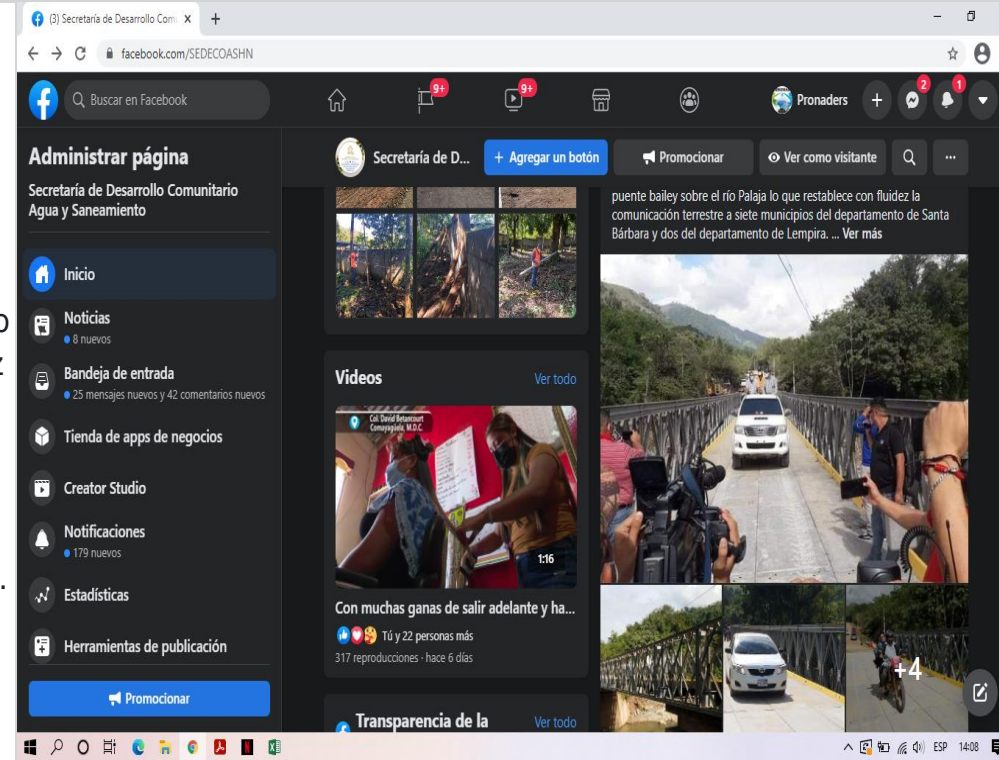 (3) Secretaría de Desarrollo Com
facebook.com/SEDECOASHN
Buscar en Facebook
9+
9+
Pronaders
2
1
Administrar página
Secretaría de Desarrollo Comunitario
Agua y Saneamiento
Inicio
Noticias
8 nuevos
Bandeja de entrada
25 mensajes nuevos y 42 comentarios nuevos
Tienda de apps de negocios
Creator Studio
Notificaciones
179 nuevos
Estadísticas
Herramientas de publicación
Promocionar
Secretaría de D...
+ Agregar un botón
Promocionar
Ver como visitante
...
Videos
Ver todo
Col. David Betancourt
Comayagüela, M.D.C.
1:16
Con muchas ganas de salir adelante y ha...
Tú y 22 personas más
317 reproducciones · hace 6 días
Transparencia de la
Ver todo
puente bailey sobre el río Palaja lo que restablece con fluidez la
comunicación terrestre a siete municipios del departamento de Santa
Bárbara y dos del departamento de Lempira. ... Ver más
+4
ESP
14:08